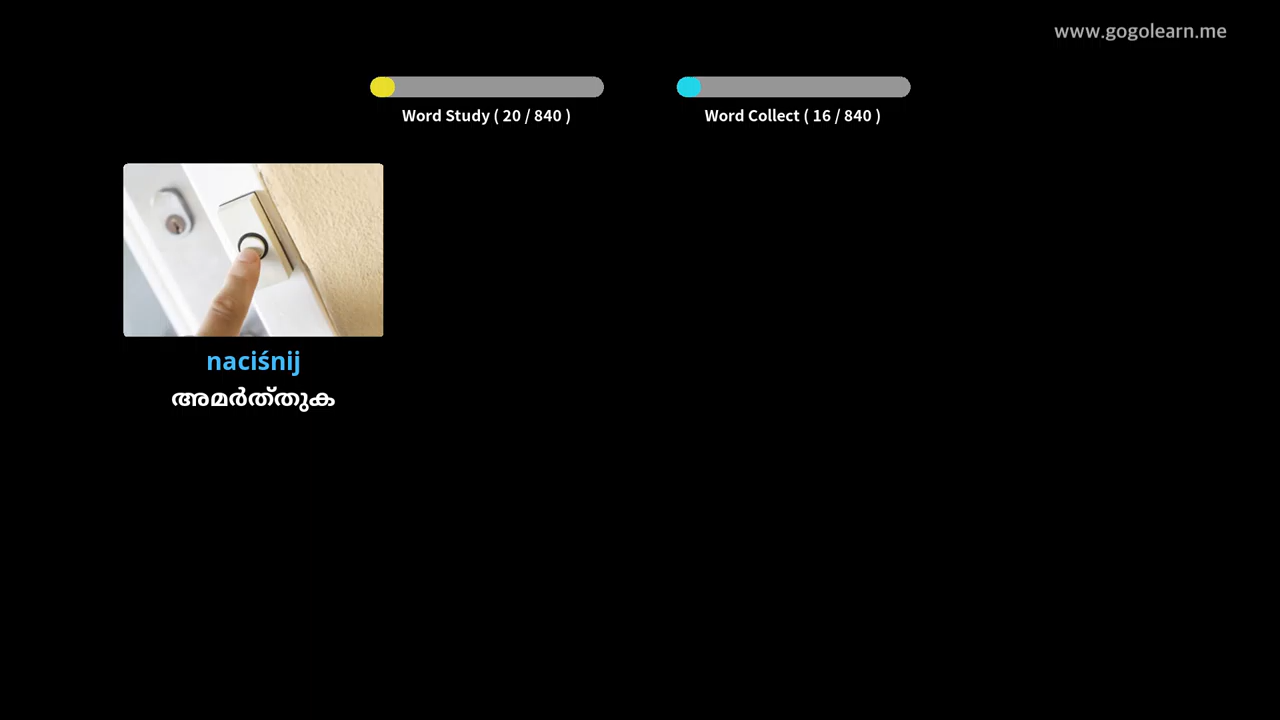 www.gogolearn.me
Word Study ( 20 / 840 )
Word Collect ( 16 / 840 )
naciśnij
അമർത്തുക